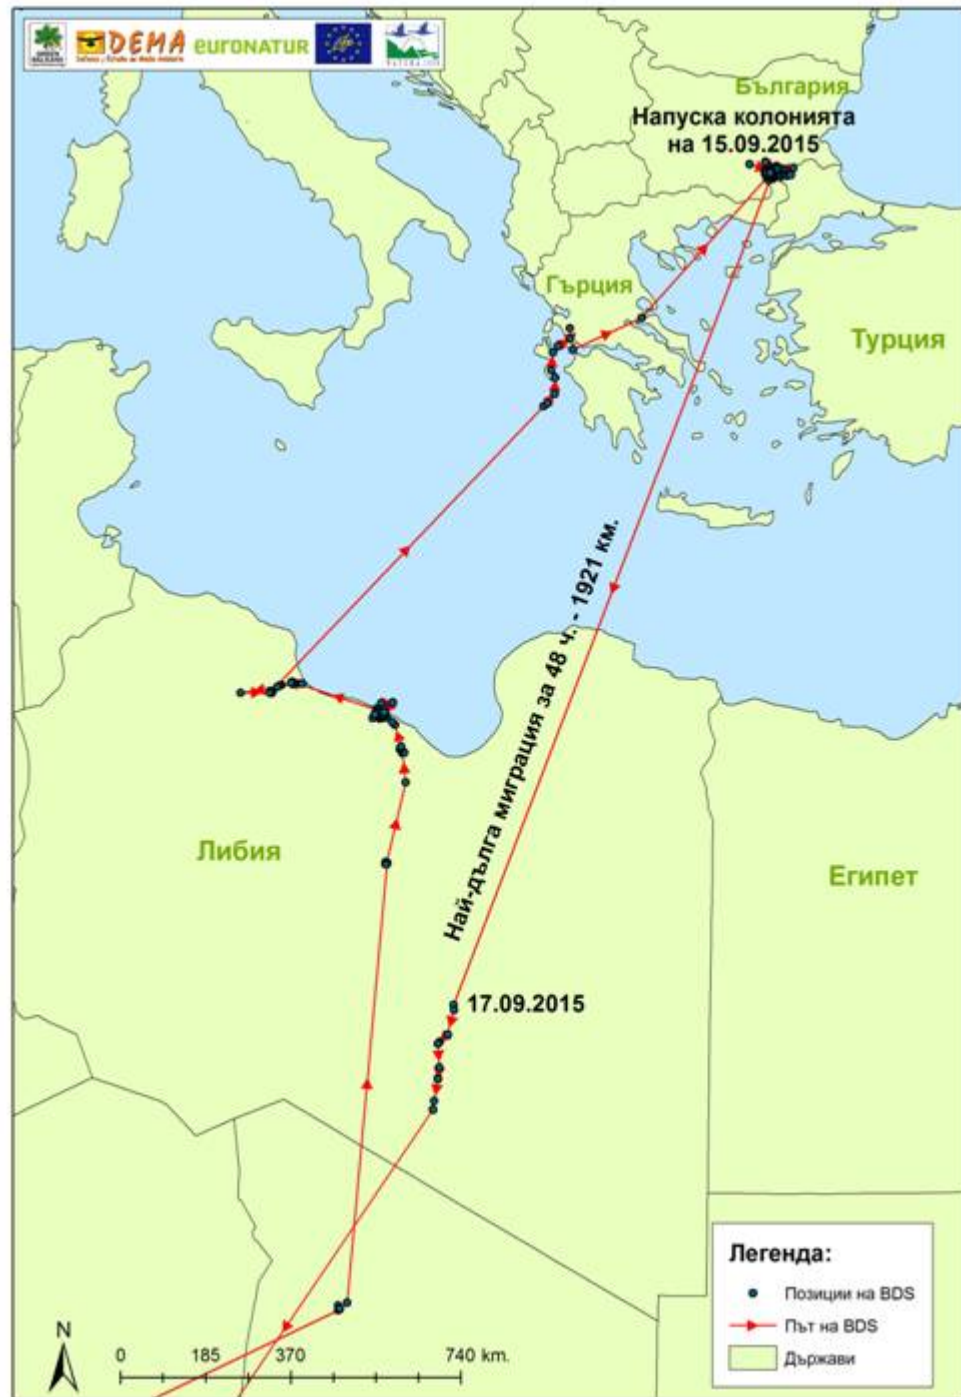 DEMA
euronatur
България
Напуска колонията
на 15.09.2015
Гърция
Турция
Най-дълга миграция за 48 ч. - 1921 км.
Либия
Египет
17.09.2015
Легенда:
Позиции на BDS
Път на BDS
Държави
N
0 185 370 740 km.